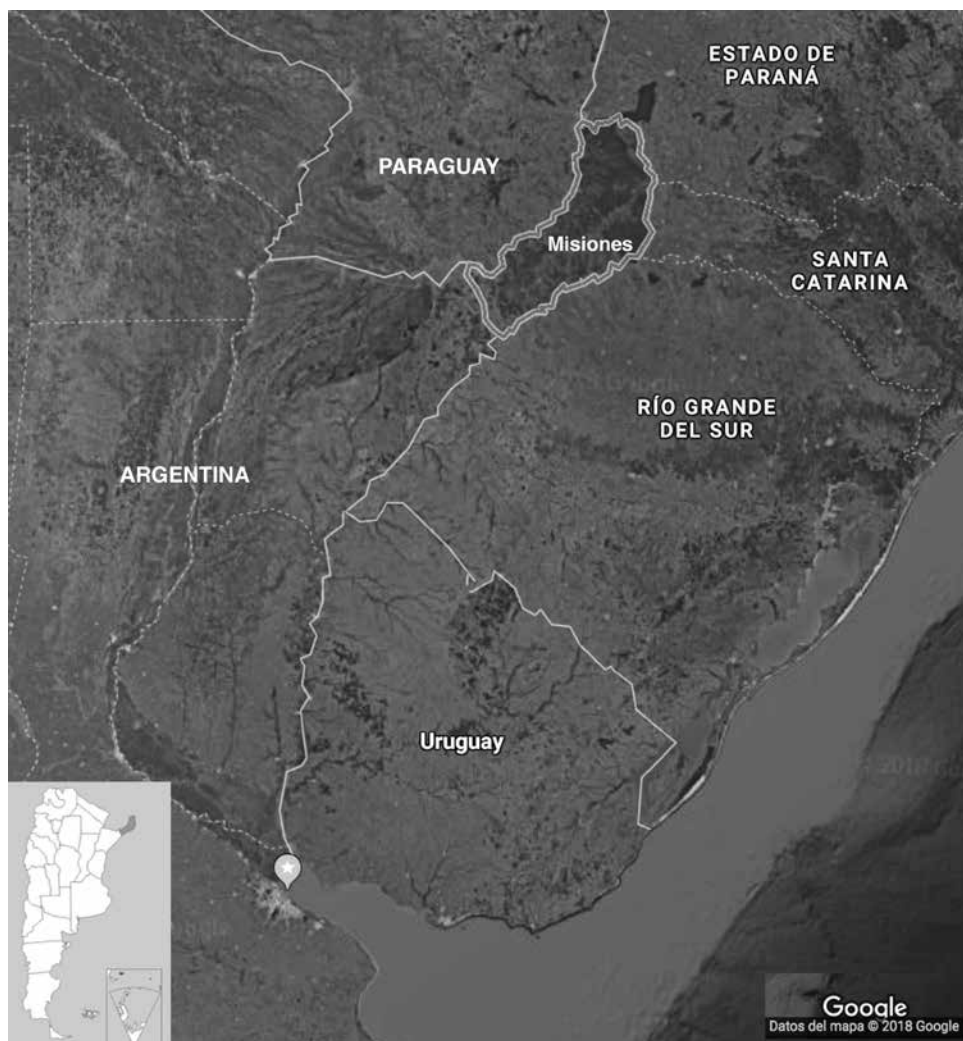 ESTADO DE
PARANÁ
PARAGUAY
Misiones
SANTA
CATARINA
RÍO GRANDE
DEL SUR
ARGENTINA
Uruguay
Google
Datos del mapa © 2018 Google